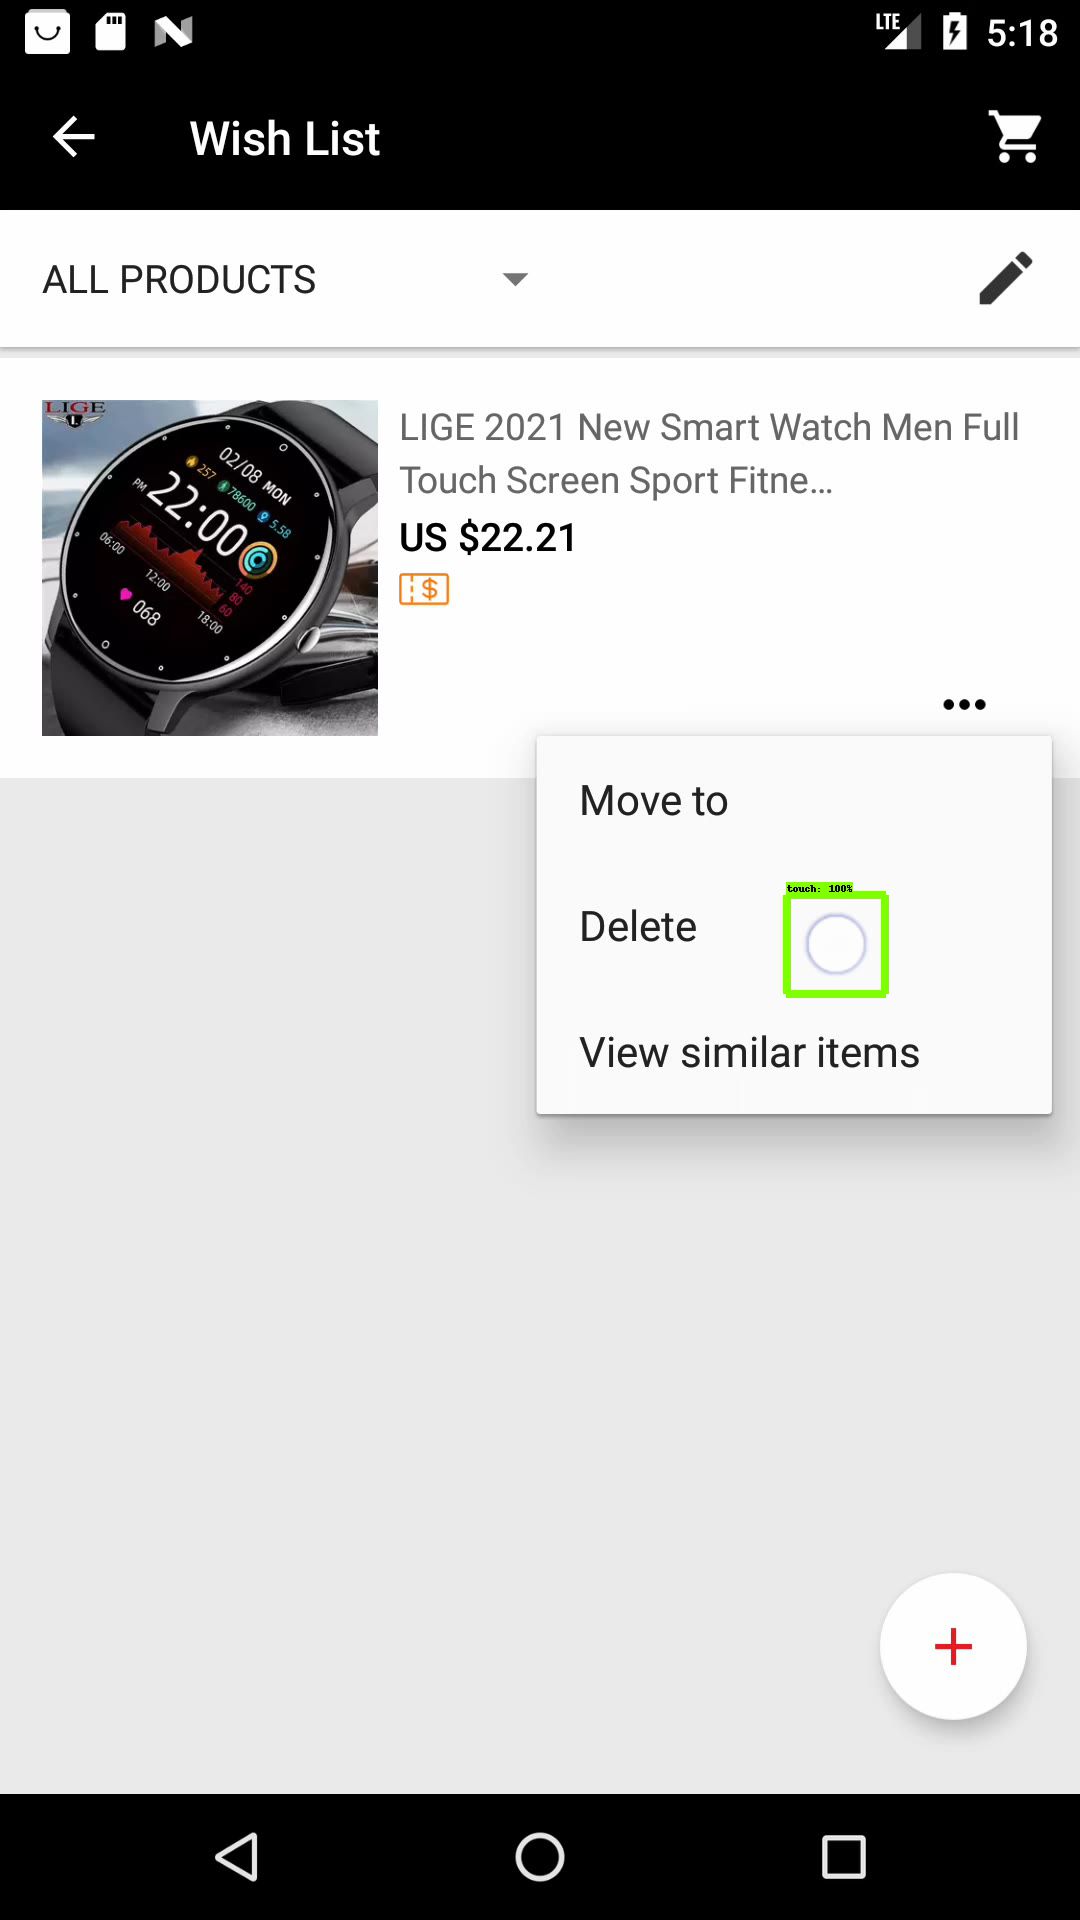 LTE 5:18
Wish List
ALL PRODUCTS
LIGE
L
02/08 MON
257 78600 5.58
PM 22:00
06:00
12:00
18:00
140
80
60
068
LIGE 2021 New Smart Watch Men Full
Touch Screen Sport Fitne...
US $22.21
$
Move to
touch: 100%
Delete
View similar items